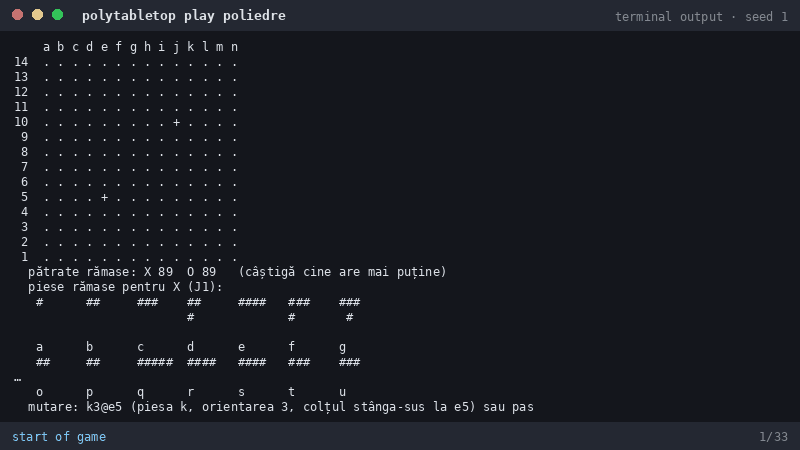 polytabletop play poliedre
terminal output · seed 1
a b c d e f g h i j k l m n
14 . . . . . . . . . . . . . .
13 . . . . . . . . . . . . . .
12 . . . . . . . . . . . . . .
11 . . . . . . . . . . . . . .
10 . . . . . . . . . + . . . .
9 . . . . . . . . . . . . . .
8 . . . . . . . . . . . . . .
7 . . . . . . . . . . . . . .
6 . . . . . . . . . . . . . .
5 . . . . + . . . . . . . . .
4 . . . . . . . . . . . . . .
3 . . . . . . . . . . . . . .
2 . . . . . . . . . . . . . .
1 . . . . . . . . . . . . . .
pătrate rămase: X 89  O 89   (câștigă cine are mai puține)
piese rămase pentru X (J1):
#      ##     ###    ##     ####   ###    ###
#             #       #
a      b      c      d      e      f      g
##     ##     #####  ####   ####   ###    ###
…
o      p      q      r      s      t      u
mutare: k3@e5 (piesa k, orientarea 3, colțul stânga-sus la e5) sau pas
start of game
1/33